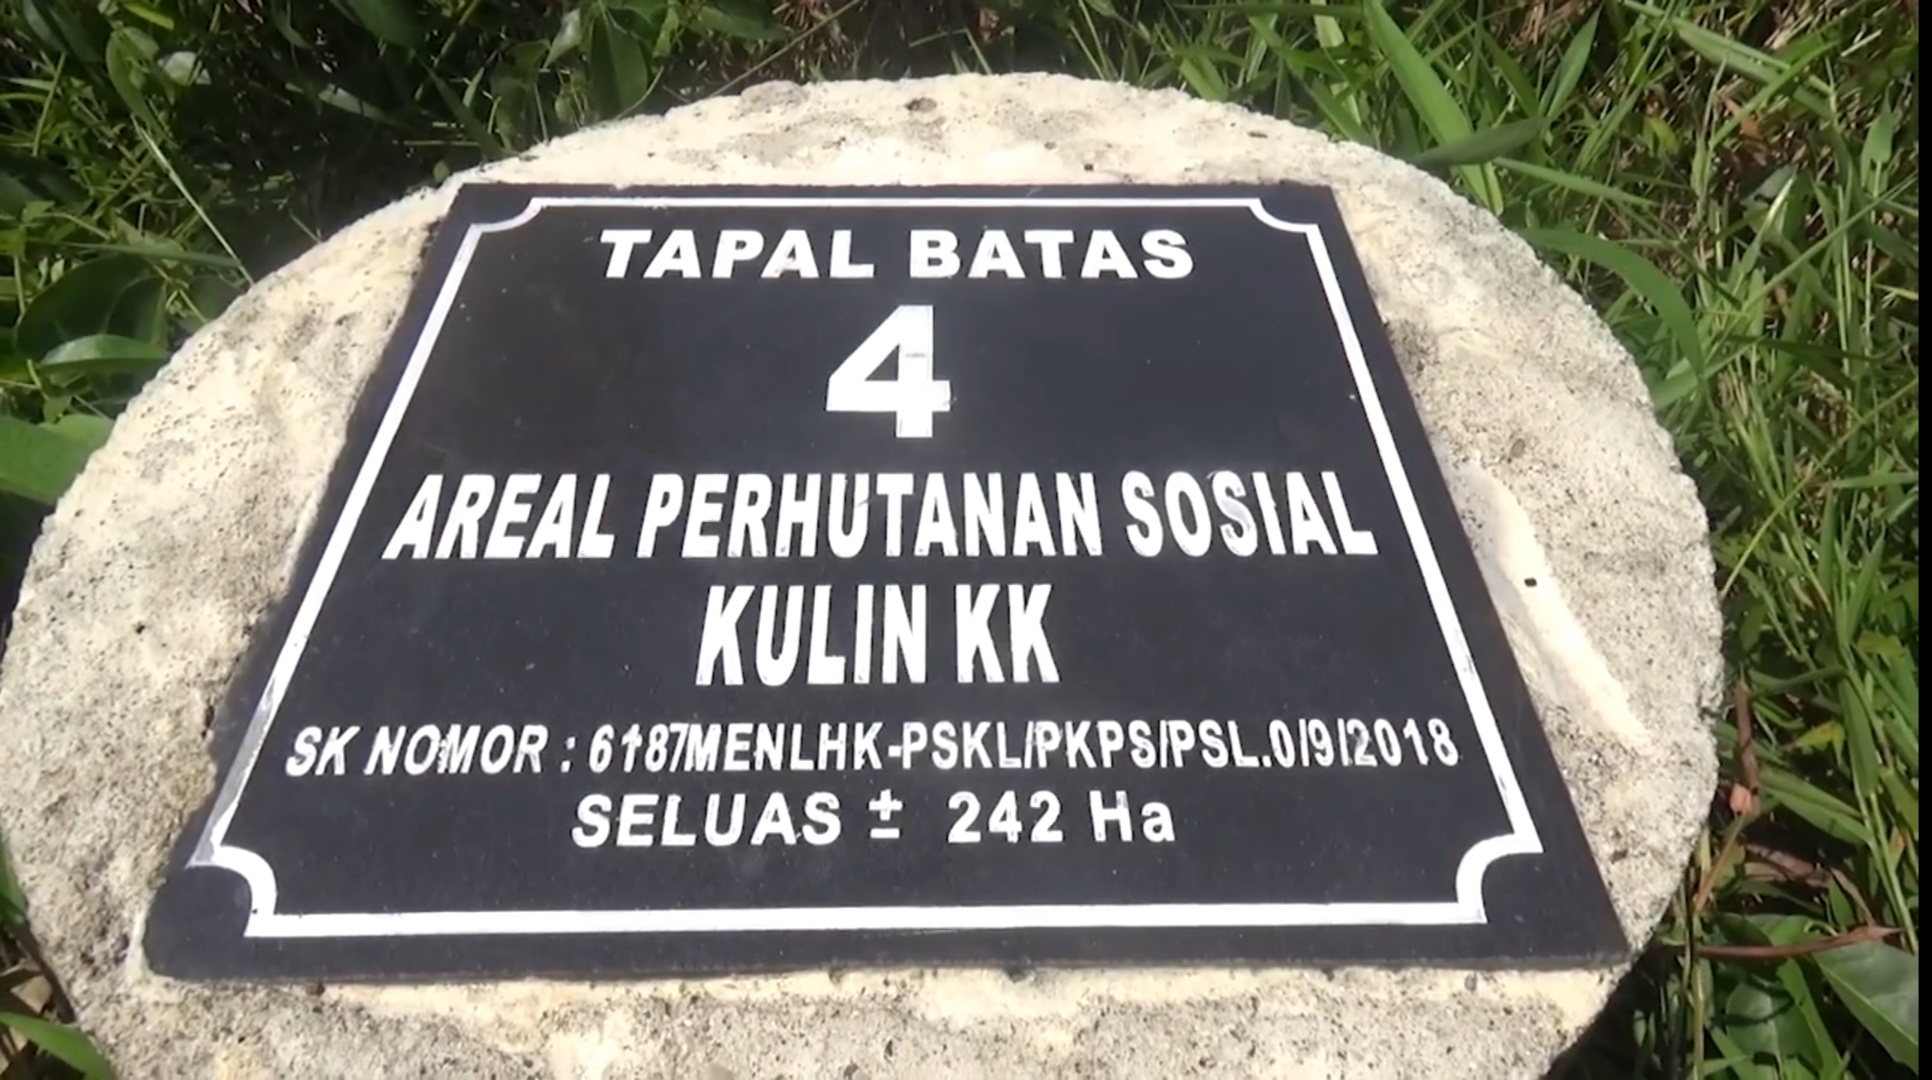 TAPAL BATAS
4
AREAL PERHUTANAN SOSIAL
KULIN KK
SK NOMOR : 6187MENLHK-PSKL/PKPS/PSL.0/9/2018
SELUAS ± 242 Ha